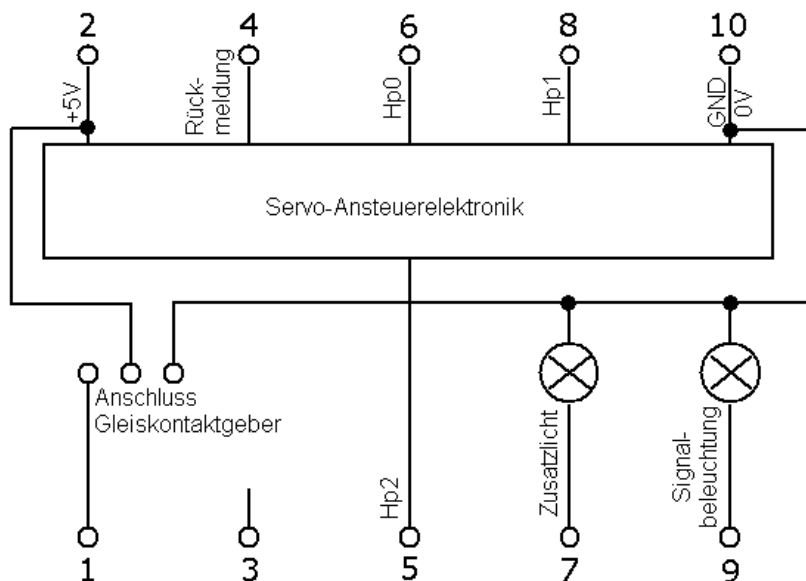 2
4
6
8
10
+5V
Rück-
meldung
Hp0
Hp1
GND
0V
Servo-Ansteuerelektronik
Anschluss
Gleiskontaktgeber
Hp2
Zusatzlicht
Signal-
beleuchtung
1
3
5
7
9